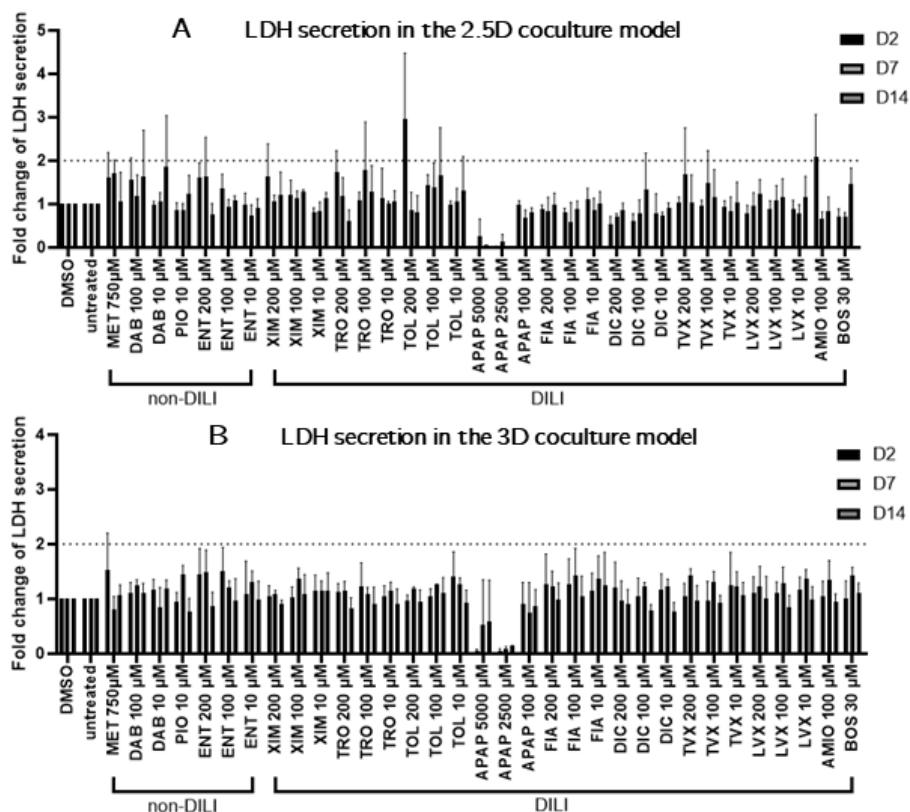 A LDH secretion in the 2.5D coculture model
Fold change of LDH secretion
5
4
3
2
1
0
D2
D7
D14
DMSO
untreated
MET 750µM
DAB 100 µM
DAB 10 µM
PIO 10 µM
ENT 200 µM
ENT 100 µM
ENT 10 µM
XIM 200 µM
XIM 100 µM
XIM 10 µM
TRO 200 µM
TRO 100 µM
TRO 10 µM
TOL 200 µM
TOL 100 µM
TOL 10 µM
APAP 5000 µM
APAP 2500 µM
APAP 100 µM
FIA 200 µM
FIA 100 µM
FIA 10 µM
DIC 200 µM
DIC 100 µM
DIC 10 µM
TVX 200 µM
TVX 100 µM
TVX 10 µM
LVX 200 µM
LVX 100 µM
LVX 10 µM
AMIO 100 µM
BOS 30 µM
non-DILI
DILI
B LDH secretion in the 3D coculture model
Fold change of LDH secretion
4
3
2
1
0
D2
D7
D14
DMSO
untreated
MET 750µM
DAB 100 µM
DAB 10 µM
PIO 10 µM
ENT 200 µM
ENT 100 µM
ENT 10 µM
XIM 200 µM
XIM 100 µM
XIM 10 µM
TRO 200 µM
TRO 100 µM
TRO 10 µM
TOL 200 µM
TOL 100 µM
TOL 10 µM
APAP 5000 µM
APAP 2500 µM
APAP 100 µM
FIA 200 µM
FIA 100 µM
FIA 10 µM
DIC 200 µM
DIC 100 µM
DIC 10 µM
TVX 200 µM
TVX 100 µM
TVX 10 µM
LVX 200 µM
LVX 100 µM
LVX 10 µM
AMIO 100 µM
BOS 30 µM
non-DILI
DILI